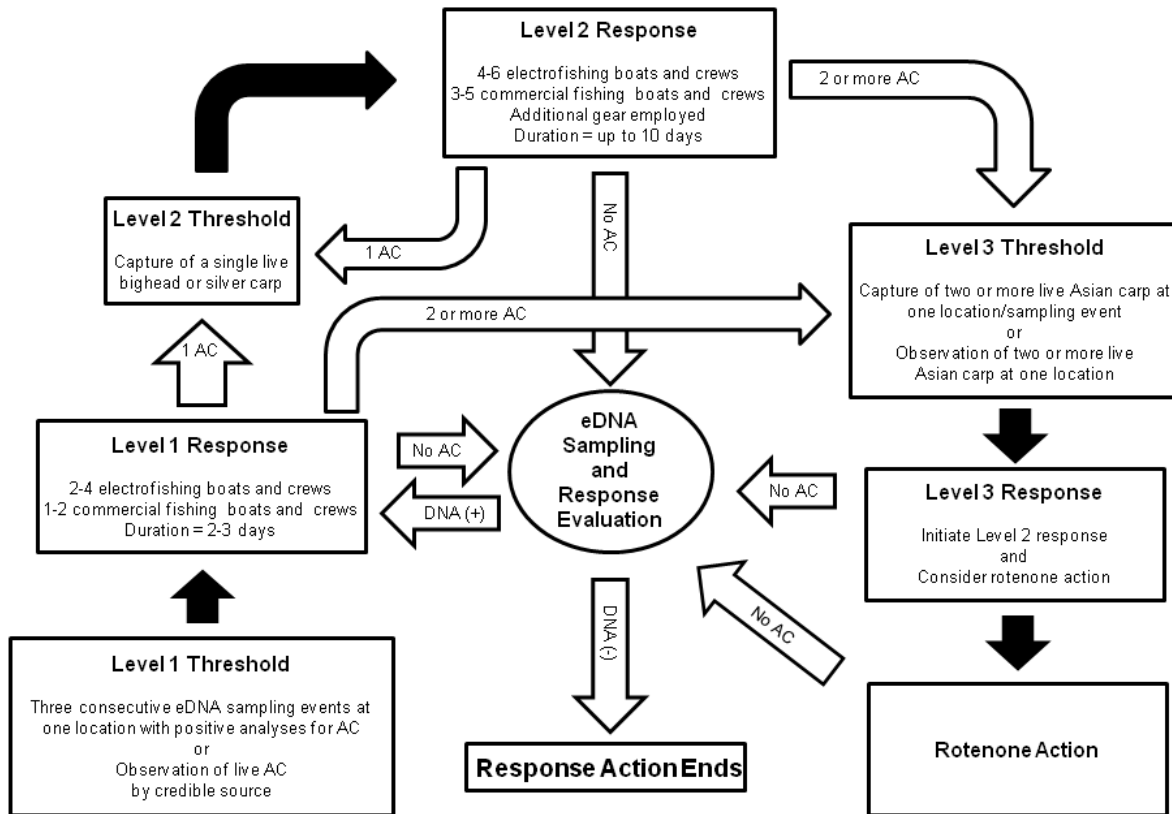 Level 2 Response
4-6 electrofishing boats and crews
3-5 commercial fishing boats and crews
Additional gear employed
Duration = up to 10 days
2 or more AC
Level 2 Threshold
Capture of a single live
bighead or silver carp
1 AC
No AC
Level 3 Threshold
Capture of two or more live Asian carp at
one location/sampling event
or
Observation of two or more live
Asian carp at one location
2 or more AC
1 AC
Level 1 Response
2-4 electrofishing boats and crews
1-2 commercial fishing boats and crews
Duration = 2-3 days
No AC
DNA (+)
eDNA
Sampling
and
Response
Evaluation
No AC
Level 3 Response
Initiate Level 2 response
and
Consider rotenone action
Level 1 Threshold
Three consecutive eDNA sampling events at
one location with positive analyses for AC
or
Observation of live AC
by credible source
DNA (-)
No AC
Response Action Ends
Rotenone Action